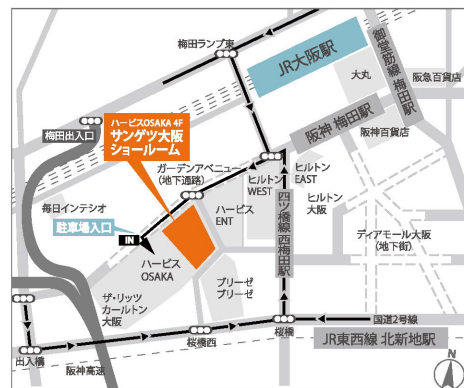 梅田ランプ東
JR大阪駅
御堂筋線 梅田駅
大丸
阪急百貨店
ハービスOSAKA 4F
サンゲツ大阪
ショールーム
梅田出入口
阪神 梅田駅
阪神百貨店
ガーデンアベニュー
(地下通路)
ヒルトン
WEST
ヒルトン
EAST
ヒルトン
大阪
毎日インテシオ
駐車場入口
IN
ハービス
ENT
四ツ橋線 西梅田駅
ディアモール大阪
(地下街)
ハービス
OSAKA
ブリーゼ
ブリーゼ
ザ・リッツ
カールトン
大阪
桜橋西
桜橋
国道2号線
JR東西線 北新地駅
出入橋
阪神高速
N